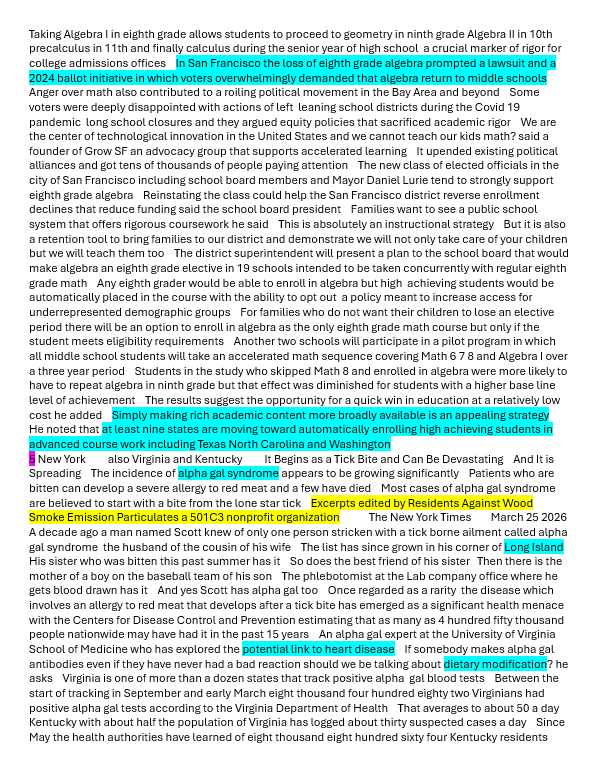 Taking Algebra I in eighth grade allows students to proceed to geometry in ninth grade Algebra II in 10th
precalculus in 11th and finally calculus during the senior year of high school a crucial marker of rigor for
college admissions offices In San Francisco the loss of eighth grade algebra prompted a lawsuit and a
2024 ballot initiative in which voters overwhelmingly demanded that algebra return to middle schools
Anger over math also contributed to a roiling political movement in the Bay Area and beyond Some
voters were deeply disappointed with actions of left leaning school districts during the Covid 19
pandemic long school closures and they argued equity policies that sacrificed academic rigor We are
the center of technological innovation in the United States and we cannot teach our kids math? said a
founder of Grow SF an advocacy group that supports accelerated learning It upended existing political
alliances and got tens of thousands of people paying attention The new class of elected officials in the
city of San Francisco including school board members and Mayor Daniel Lurie tend to strongly support
eighth grade algebra Reinstating the class could help the San Francisco district reverse enrollment
declines that reduce funding said the school board president Families want to see a public school
system that offers rigorous coursework he said This is absolutely an instructional strategy But it is also
a retention tool to bring families to our district and demonstrate we will not only take care of your children
but we will teach them too The district superintendent will present a plan to the school board that would
make algebra an eighth grade elective in 19 schools intended to be taken concurrently with regular eighth
grade math Any eighth grader would be able to enroll in algebra but high achieving students would be
automatically placed in the course with the ability to opt out a policy meant to increase access for
underrepresented demographic groups For families who do not want their children to lose an elective
period there will be an option to enroll in algebra as the only eighth grade math course but only if the
student meets eligibility requirements Another two schools will participate in a pilot program in which
all middle school students will take an accelerated math sequence covering Math 6 7 8 and Algebra I over
a three year period Students in the study who skipped Math 8 and enrolled in algebra were more likely to
have to repeat algebra in ninth grade but that effect was diminished for students with a higher base line
level of achievement The results suggest the opportunity for a quick win in education at a relatively low
cost he added Simply making rich academic content more broadly available is an appealing strategy
He noted that at least nine states are moving toward automatically enrolling high achieving students in
advanced course work including Texas North Carolina and Washington
5 New York also Virginia and Kentucky It Begins as a Tick Bite and Can Be Devastating And It is
Spreading The incidence of alpha gal syndrome appears to be growing significantly Patients who are
bitten can develop a severe allergy to red meat and a few have died Most cases of alpha gal syndrome
are believed to start with a bite from the lone star tick Excerpts edited by Residents Against Wood
Smoke Emission Particulates a 501C3 nonprofit organization The New York Times March 25 2026
A decade ago a man named Scott knew of only one person stricken with a tick borne ailment called alpha
gal syndrome the husband of the cousin of his wife The list has since grown in his corner of Long Island
His sister who was bitten this past summer has it So does the best friend of his sister Then there is the
mother of a boy on the baseball team of his son The phlebotomist at the Lab company office where he
gets blood drawn has it And yes Scott has alpha gal too Once regarded as a rarity the disease which
involves an allergy to red meat that develops after a tick bite has emerged as a significant health menace
with the Centers for Disease Control and Prevention estimating that as many as 4 hundred fifty thousand
people nationwide may have had it in the past 15 years An alpha gal expert at the University of Virginia
School of Medicine who has explored the potential link to heart disease If somebody makes alpha gal
antibodies even if they have never had a bad reaction should we be talking about dietary modification? he
asks Virginia is one of more than a dozen states that track positive alpha gal blood tests Between the
start of tracking in September and early March eight thousand four hundred eighty two Virginians had
positive alpha gal tests according to the Virginia Department of Health That averages to about 50 a day
Kentucky with about half the population of Virginia has logged about thirty suspected cases a day Since
May the health authorities have learned of eight thousand eight hundred sixty four Kentucky residents